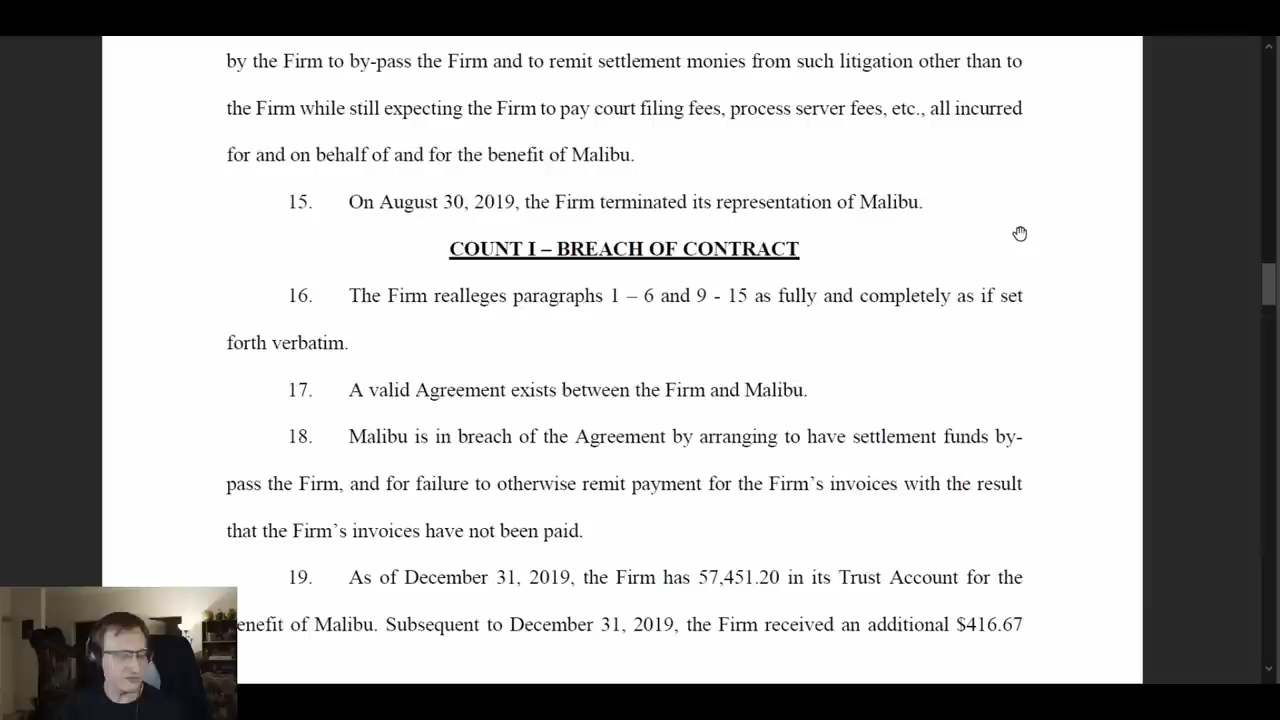 by the Firm to by-pass the Firm and to remit settlement monies from such litigation other than to
the Firm while still expecting the Firm to pay court filing fees, process server fees, etc., all incurred
for and on behalf of and for the benefit of Malibu.
15. On August 30, 2019, the Firm terminated its representation of Malibu.
COUNT I – BREACH OF CONTRACT
16. The Firm realleges paragraphs 1 – 6 and 9 - 15 as fully and completely as if set
forth verbatim.
17. A valid Agreement exists between the Firm and Malibu.
18. Malibu is in breach of the Agreement by arranging to have settlement funds by-
pass the Firm, and for failure to otherwise remit payment for the Firm’s invoices with the result
that the Firm’s invoices have not been paid.
19. As of December 31, 2019, the Firm has 57,451.20 in its Trust Account for the
enefit of Malibu. Subsequent to December 31, 2019, the Firm received an additional $416.67